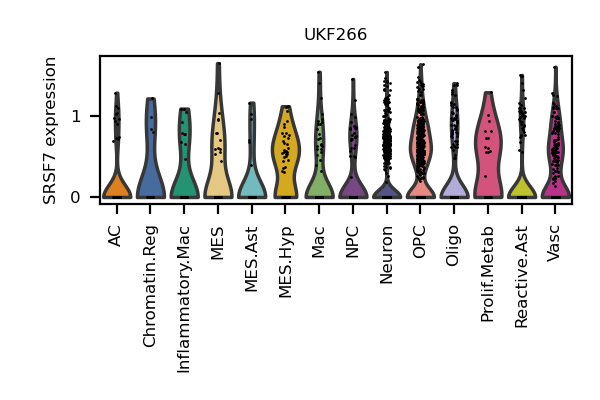 UKF266
SRSF7 expression
1
0
AC
Chromatin.Reg
Inflammatory.Mac
MES
MES.Ast
MES.Hyp
Mac
NPC
Neuron
OPC
Oligo
Prolif.Metab
Reactive.Ast
Vasc